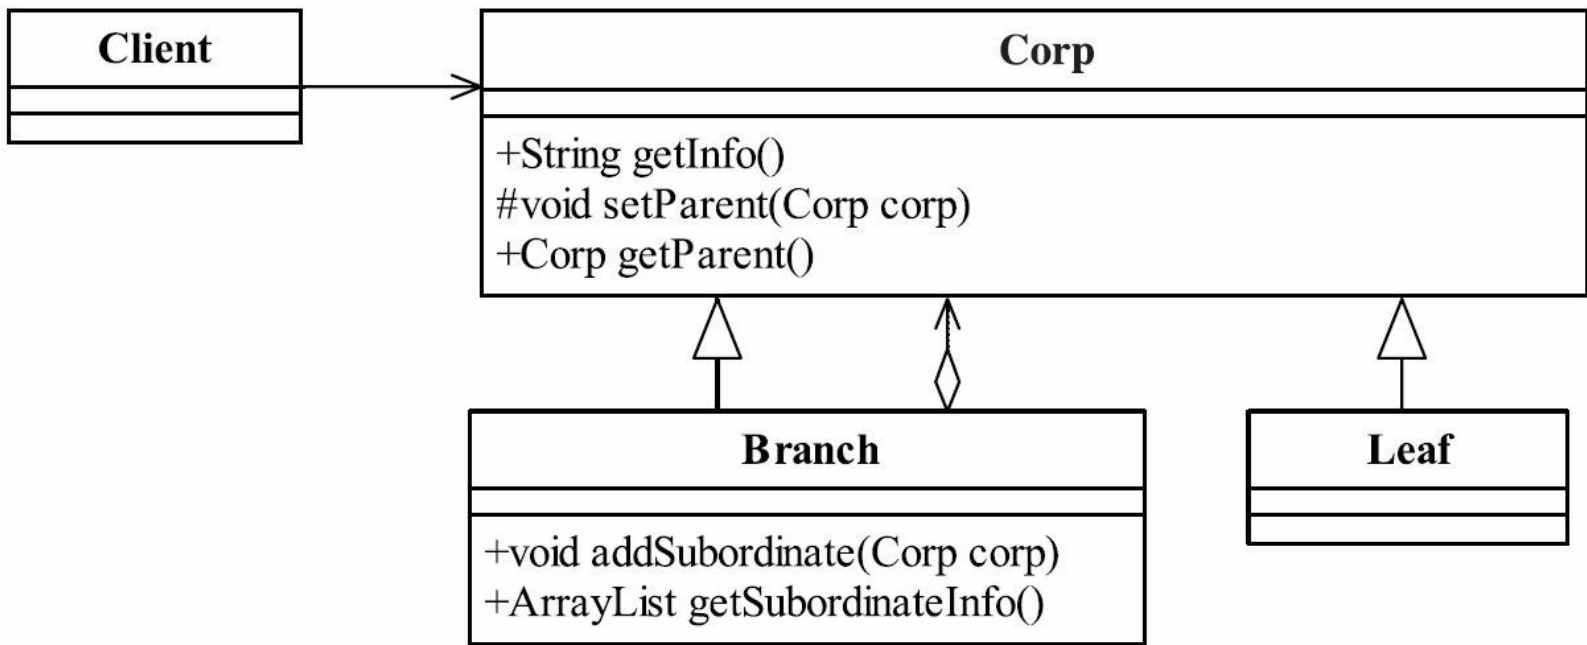 Client
Corp
+String getInfo()
#void setParent(Corp corp)
+Corp getParent()
Branch
+void addSubordinate(Corp corp)
+ArrayList getSubordinateInfo()
Leaf